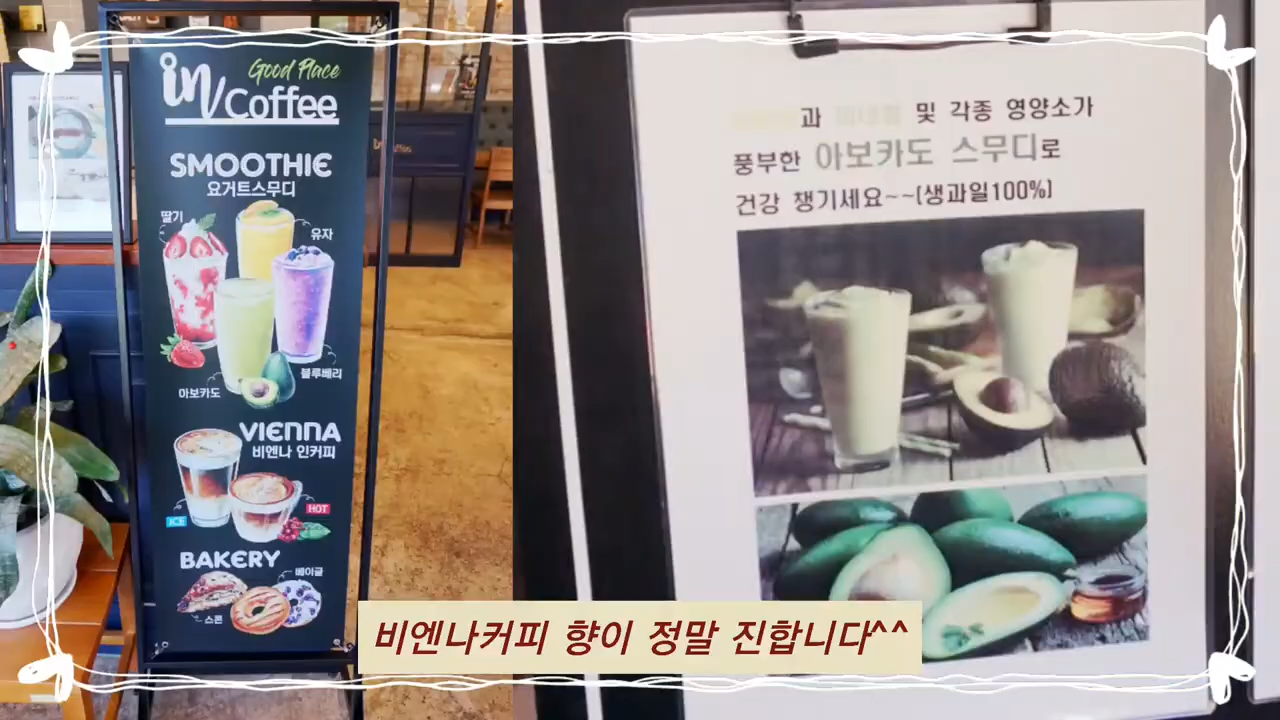 Good Place
in Coffee
SMOOTHIE
요거트스무디
딸기
유자
블루베리
아보카도
VIENNA
비엔나 인커피
ICE
HOT
BAKERY
베이글
스콘
과 및 각종 영양소가
풍부한 아보카도 스무디로
건강 챙기세요~~(생과일100%)
비엔나커피 향이 정말 진합니다^^